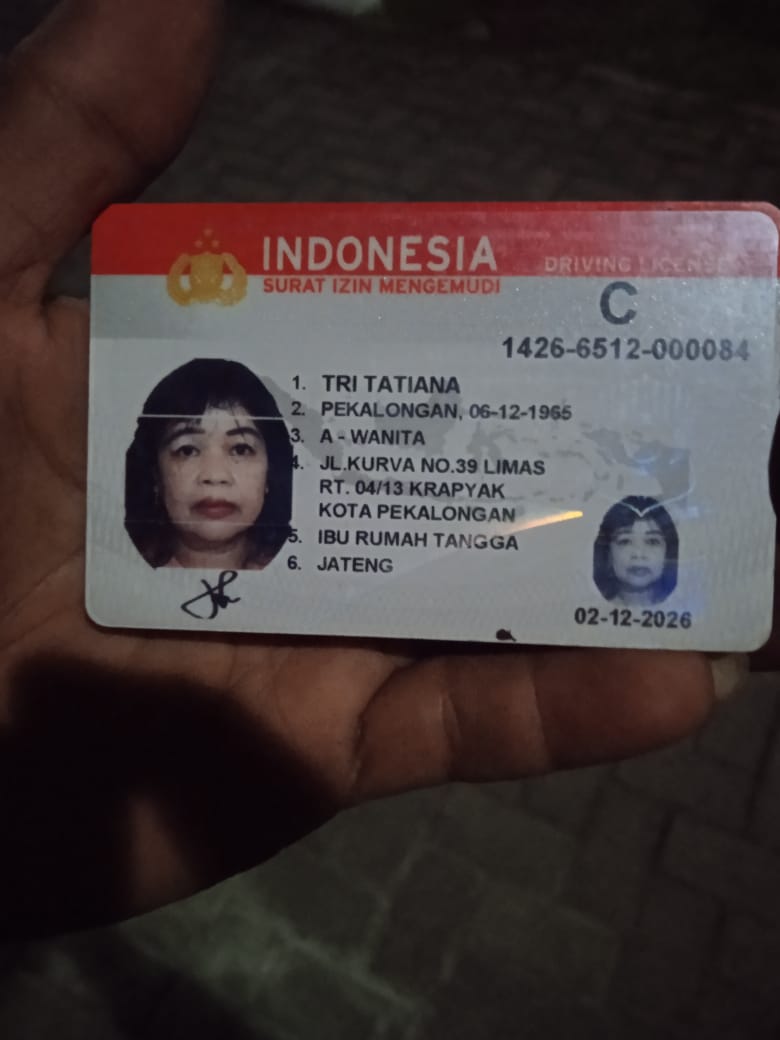 INDONESIA
DRIVING LICENSE
SURAT IZIN MENGEMUDI
C
1426-6512-000084
1. TRI TATIANA
2. PEKALONGAN, 06-12-1965
3. A - WANITA
4. JL.KURVA NO.39 LIMAS
RT. 04/13 KRAPYAK
KOTA PEKALONGAN
5. IBU RUMAH TANGGA
6. JATENG
02-12-2026